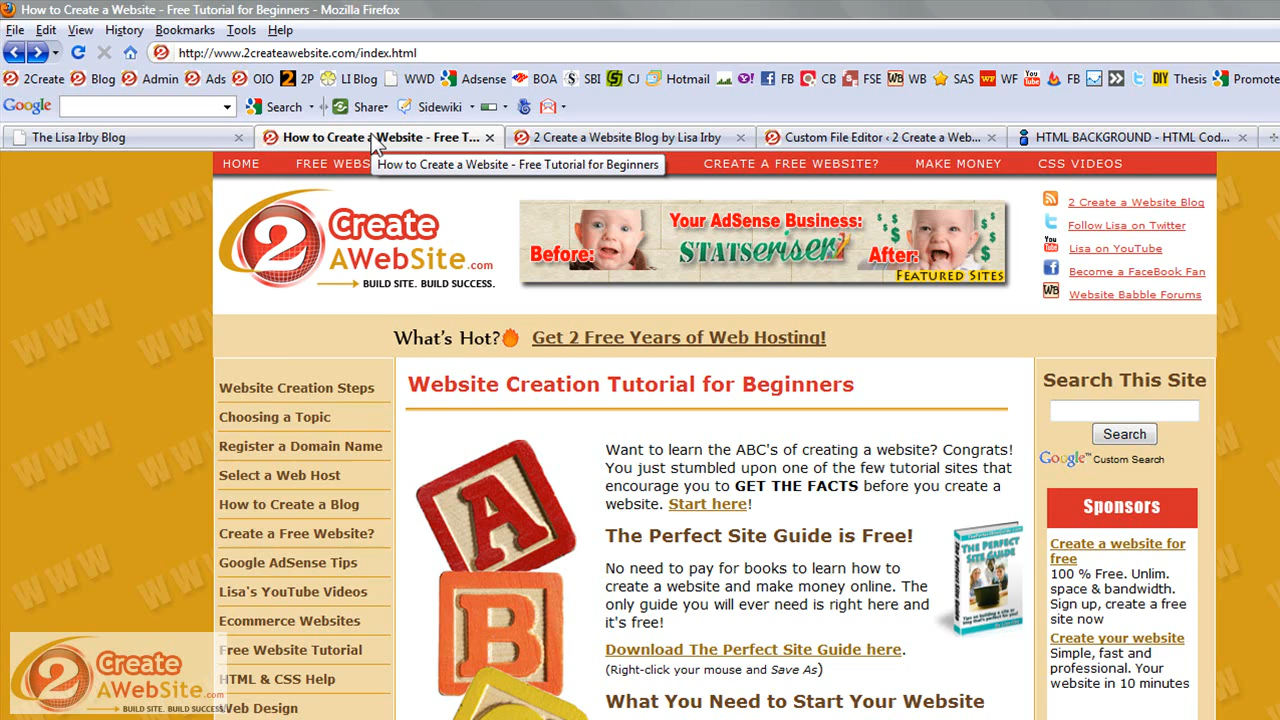 How to Create a Website - Free Tutorial for Beginners - Mozilla Firefox
File Edit View History Bookmarks Tools Help
http://www.2createawebsite.com/index.html
2Create Blog Admin Ads OIO 2P LI Blog WWD Adsense BOA SBI CJ Hotmail FB CB FSE WB SAS WF YouTube FB DIY Thesis Promote
Google Search Share Sidewiki
The Lisa Irby Blog
How to Create a Website - Free T...
2 Create a Website Blog by Lisa Irby
Custom File Editor ‹ 2 Create a Web...
HTML BACKGROUND - HTML Cod...
How to Create a Website - Free Tutorial for Beginners
HOME FREE WEBS CREATE A FREE WEBSITE? MAKE MONEY CSS VIDEOS
WWW
2 Create
AWebSite.com
BUILD SITE. BUILD SUCCESS.
Your AdSense Business:
Before: STATSeriser? After:
FEATURED SITES
2 Create a Website Blog
Follow Lisa on Twitter
Lisa on YouTube
Become a FaceBook Fan
Website Babble Forums
What's Hot? Get 2 Free Years of Web Hosting!
Website Creation Steps
Choosing a Topic
Register a Domain Name
Select a Web Host
How to Create a Blog
Create a Free Website?
Google AdSense Tips
Lisa's YouTube Videos
Ecommerce Websites
Free Website Tutorial
HTML & CSS Help
Web Design
Website Creation Tutorial for Beginners
A
B
Want to learn the ABC's of creating a website? Congrats!
You just stumbled upon one of the few tutorial sites that
encourage you to GET THE FACTS before you create a
website. Start here!
The Perfect Site Guide is Free!
No need to pay for books to learn how to
create a website and make money online. The
only guide you will ever need is right here and
it's free!
THE PERFECT
SITE GUIDE
Download The Perfect Site Guide here.
(Right-click your mouse and Save As)
What You Need to Start Your Website
Search This Site
Search
Google™ Custom Search
Sponsors
Create a website for
free
100 % Free. Unlim.
space & bandwidth.
Sign up, create a free
site now
Create your website
Simple, fast and
professional. Your
website in 10 minutes
2 Create
AWebSite.com
BUILD SITE. BUILD SUCCESS.